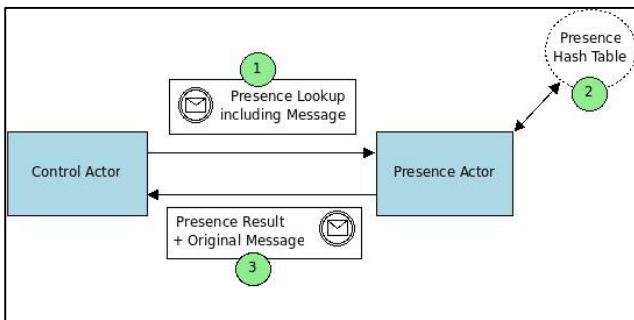 Presence
Hash Table
2
1
Presence Lookup
including Message
Control Actor
Presence Actor
Presence Result
+ Original Message
3